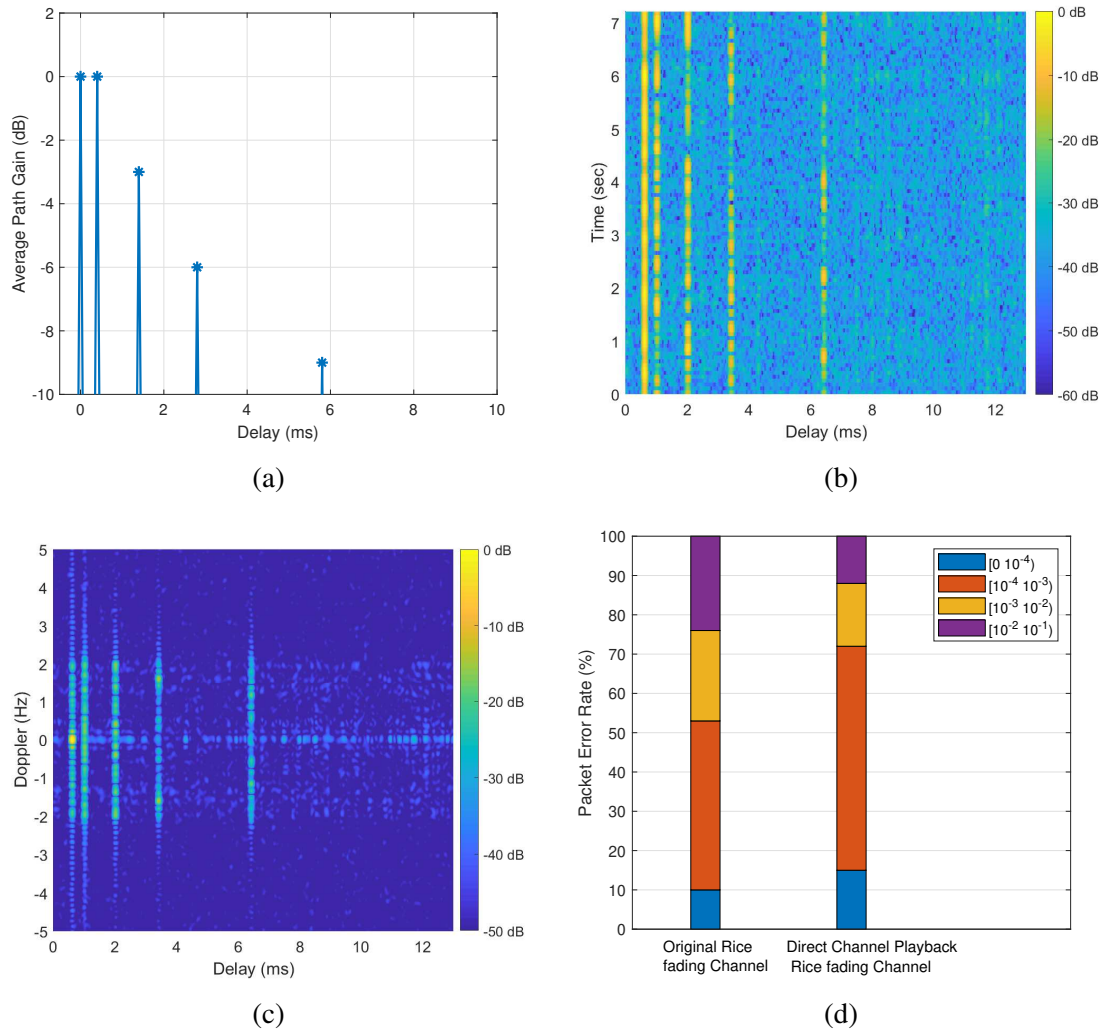 2
0
-2
-4
-6
-8
-10
Average Path Gain (dB)
0 2 4 6 8 10
Delay (ms)
(a)
7
6
5
4
3
2
1
0
Time (sec)
0 2 4 6 8 10 12
Delay (ms)
0 dB
-10 dB
-20 dB
-30 dB
-40 dB
-50 dB
-60 dB
(b)
5
4
3
2
1
0
-1
-2
-3
-4
-5
Doppler (Hz)
0 2 4 6 8 10 12
Delay (ms)
0 dB
-10 dB
-20 dB
-30 dB
-40 dB
-50 dB
(c)
100
90
80
70
60
50
40
30
20
10
0
Packet Error Rate (%)
[0 10⁻⁴)
[10⁻⁴ 10⁻³)
[10⁻³ 10⁻²)
[10⁻² 10⁻¹)
Original Rice
fading Channel
Direct Channel Playback
Rice fading Channel
(d)